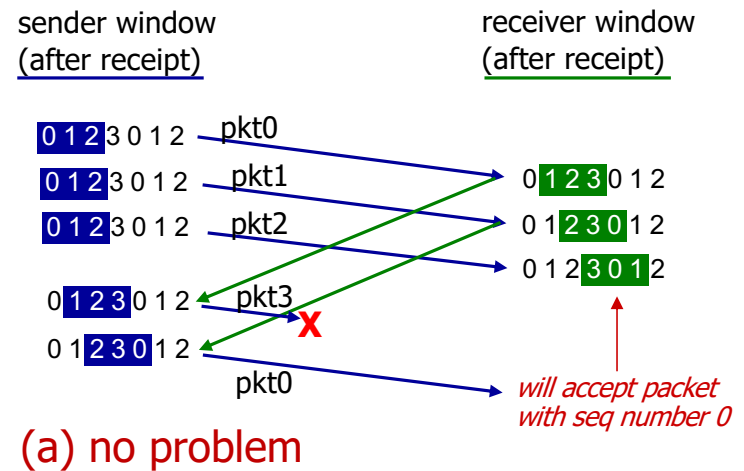 sender window
(after receipt)
receiver window
(after receipt)
0 1 2 3 0 1 2
pkt0
0 1 2 3 0 1 2
0 1 2 3 0 1 2
pkt1
0 1 2 3 0 1 2
0 1 2 3 0 1 2
pkt2
0 1 2 3 0 1 2
0 1 2 3 0 1 2
pkt3
X
0 1 2 3 0 1 2
pkt0
will accept packet
with seq number 0
(a) no problem